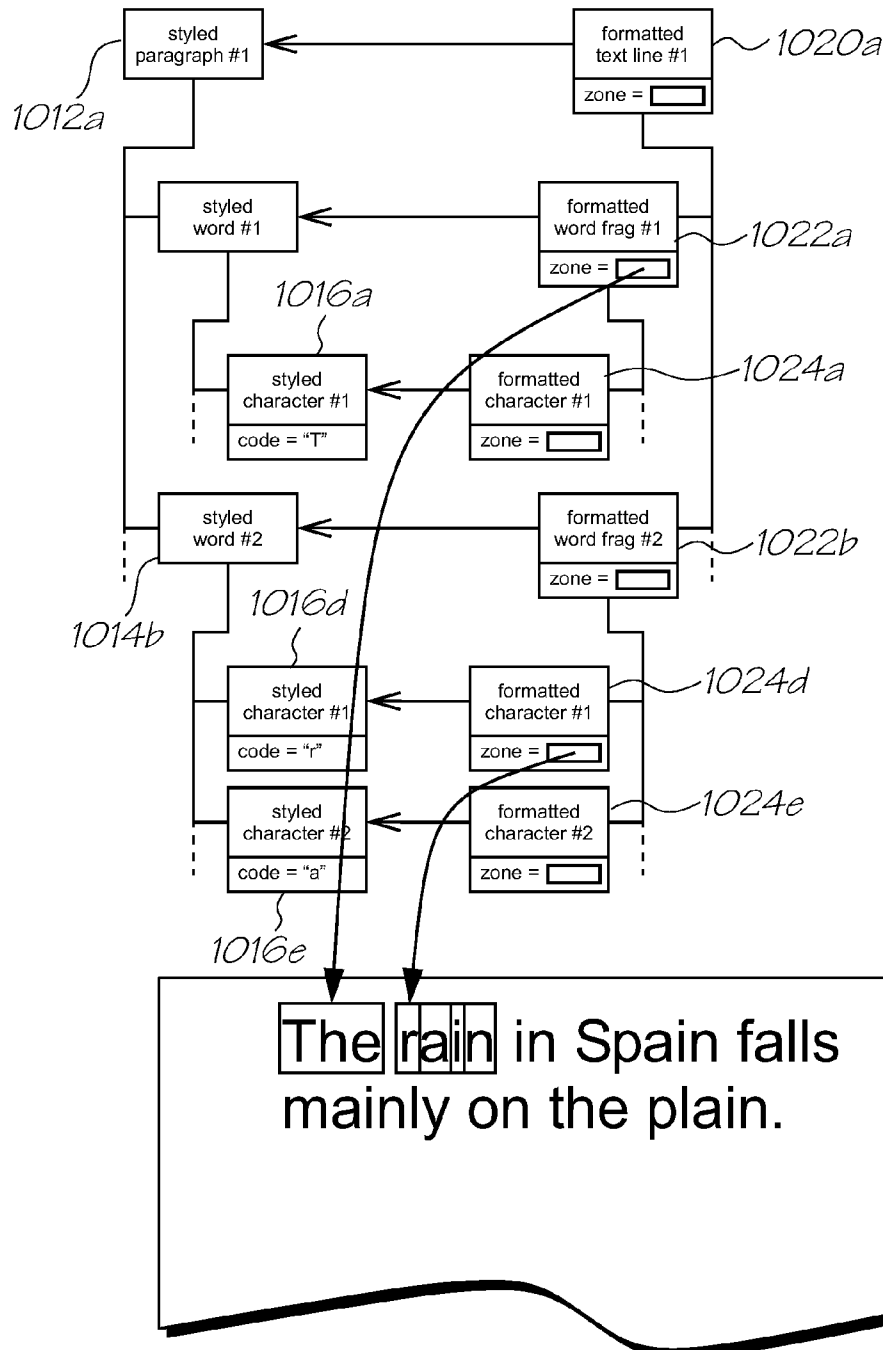 styled
paragraph #1
formatted
text line #1
zone =
1020a
1012a
styled
word #1
formatted
word frag #1
zone =
1022a
1016a
styled
character #1
code = “T”
formatted
character #1
zone =
1024a
styled
word #2
formatted
word frag #2
zone =
1022b
1014b
1016d
styled
character #1
code = “r”
formatted
character #1
zone =
1024d
styled
character #2
code = “a”
formatted
character #2
zone =
1024e
1016e
The rain in Spain falls
mainly on the plain.